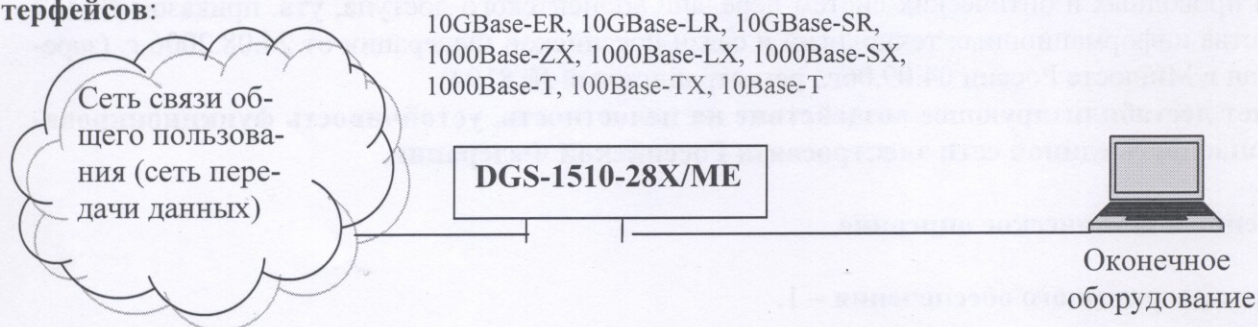 терфейсов:
10GBase-ER, 10GBase-LR, 10GBase-SR,
1000Base-ZX, 1000Base-LX, 1000Base-SX,
1000Base-T, 100Base-TX, 10Base-T
Сеть связи об-
щего пользова-
ния (сеть пере-
дачи данных)
DGS-1510-28X/ME
Оконечное
оборудование